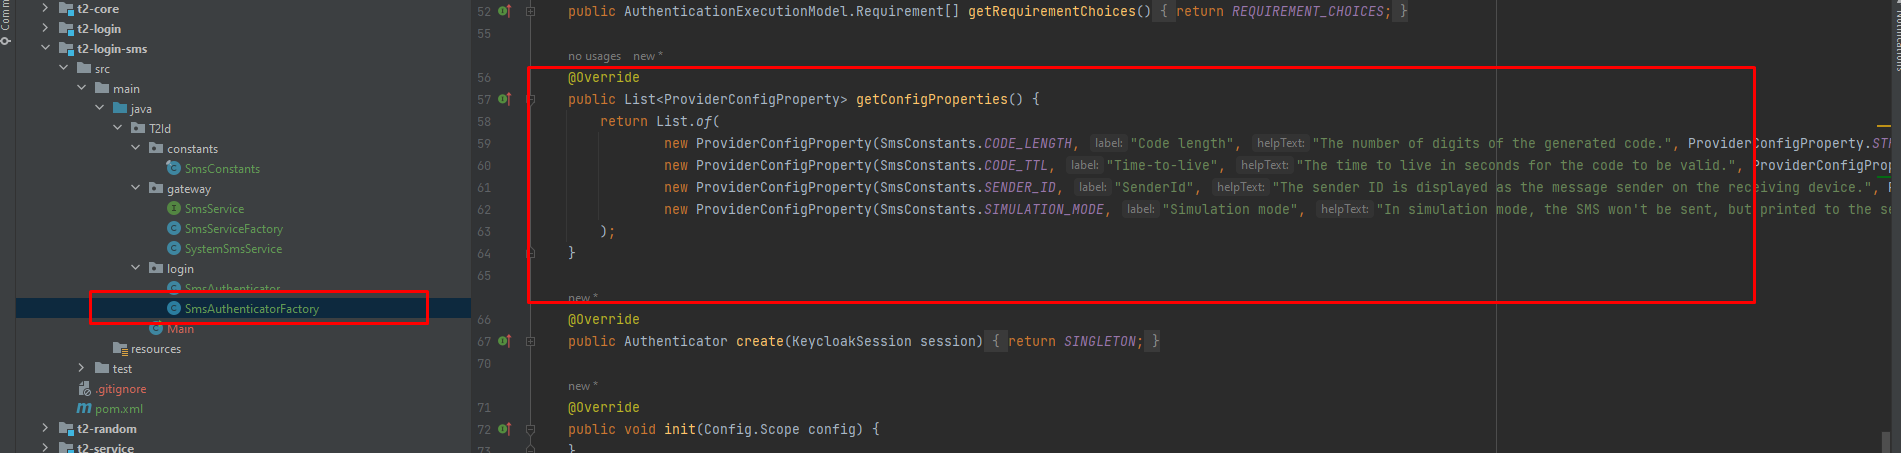 Comm
t2-core
t2-login
t2-login-sms
src
main
java
T2Id
constants
SmsConstants
gateway
SmsService
SmsServiceFactory
SystemSmsService
login
SmsAuthenticator
SmsAuthenticatorFactory
Main
resources
test
.gitignore
pom.xml
t2-random
t2-service
52 public AuthenticationExecutionModel.Requirement[] getRequirementChoices() { return REQUIREMENT_CHOICES; }
55
no usages new *
56 @Override
57 public List<ProviderConfigProperty> getConfigProperties() {
58 return List.of(
59 new ProviderConfigProperty(SmsConstants.CODE_LENGTH, label: "Code length", helpText: "The number of digits of the generated code.", ProviderConfigProperty.STR
60 new ProviderConfigProperty(SmsConstants.CODE_TTL, label: "Time-to-live", helpText: "The time to live in seconds for the code to be valid.", ProviderConfigProp
61 new ProviderConfigProperty(SmsConstants.SENDER_ID, label: "SenderId", helpText: "The sender ID is displayed as the message sender on the receiving device.", P
62 new ProviderConfigProperty(SmsConstants.SIMULATION_MODE, label: "Simulation mode", helpText: "In simulation mode, the SMS won't be sent, but printed to the se
63 );
64 }
65
new *
66 @Override
67 public Authenticator create(KeycloakSession session) { return SINGLETON; }
70
new *
71 @Override
72 public void init(Config.Scope config) {
73 }
Notifications